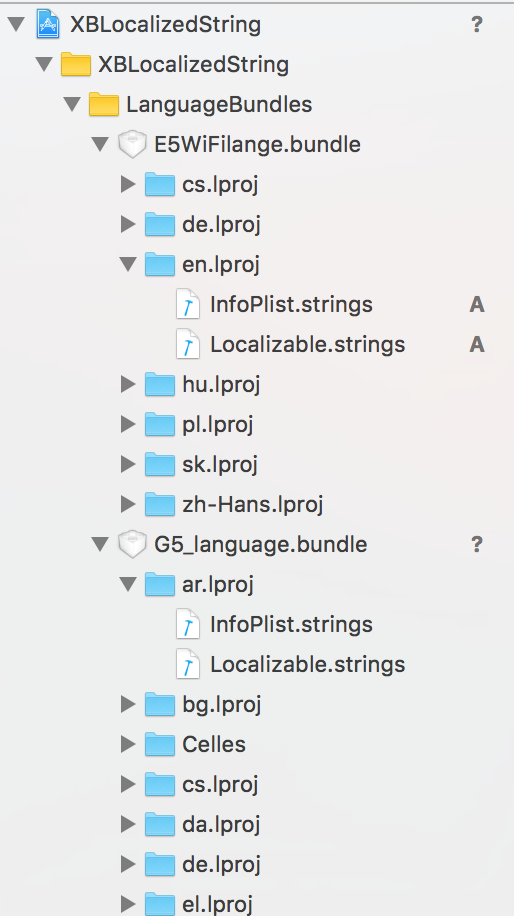 XBLocalizedString ?
XBLocalizedString
LanguageBundles
E5WiFilange.bundle
cs.lproj
de.lproj
en.lproj
InfoPlist.strings A
Localizable.strings A
hu.lproj
pl.lproj
sk.lproj
zh-Hans.lproj
G5_language.bundle ?
ar.lproj
InfoPlist.strings
Localizable.strings
bg.lproj
Celles
cs.lproj
da.lproj
de.lproj
el.lproj